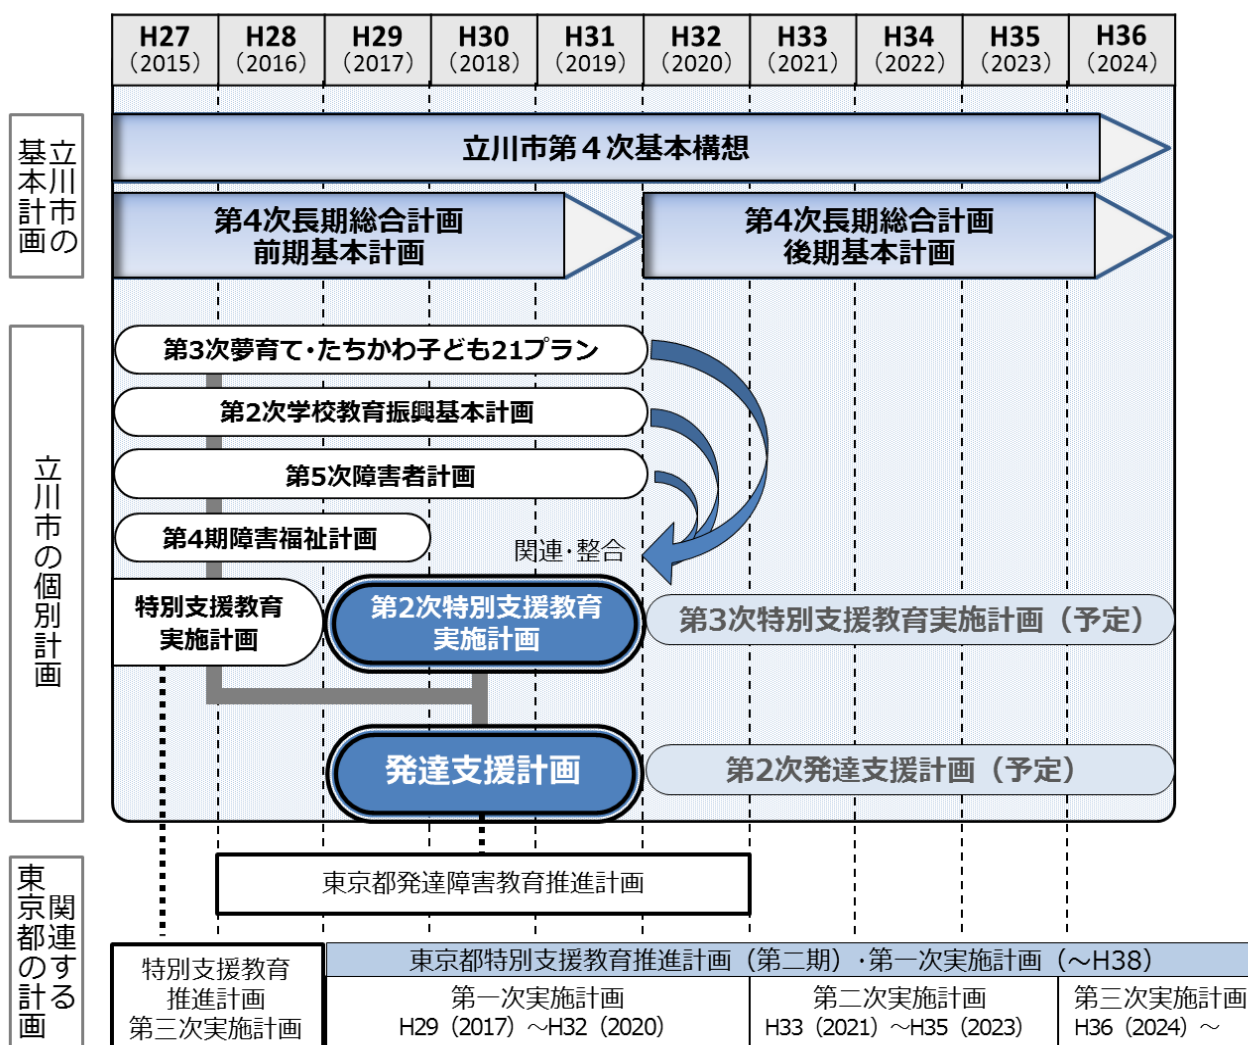 H27 H28 H29 H30 H31 H32 H33 H34 H35 H36
（2015） （2016） （2017） （2018） （2019） （2020） （2021） （2022） （2023） （2024）
立川市の
基本計画
立川市第４次基本構想
第4次長期総合計画
前期基本計画
第4次長期総合計画
後期基本計画
立川市の個別計画
第3次夢育て・たちかわ子ども21プラン
第2次学校教育振興基本計画
第5次障害者計画
第4期障害福祉計画
関連・整合
特別支援教育
実施計画
第2次特別支援教育
実施計画
第3次特別支援教育実施計画（予定）
発達支援計画
第2次発達支援計画（予定）
関連する
東京都の計画
東京都発達障害教育推進計画
特別支援教育
推進計画
第三次実施計画
東京都特別支援教育推進計画（第二期）・第一次実施計画（～H38）
第一次実施計画
H29（2017）～H32（2020）
第二次実施計画
H33（2021）～H35（2023）
第三次実施計画
H36（2024）～